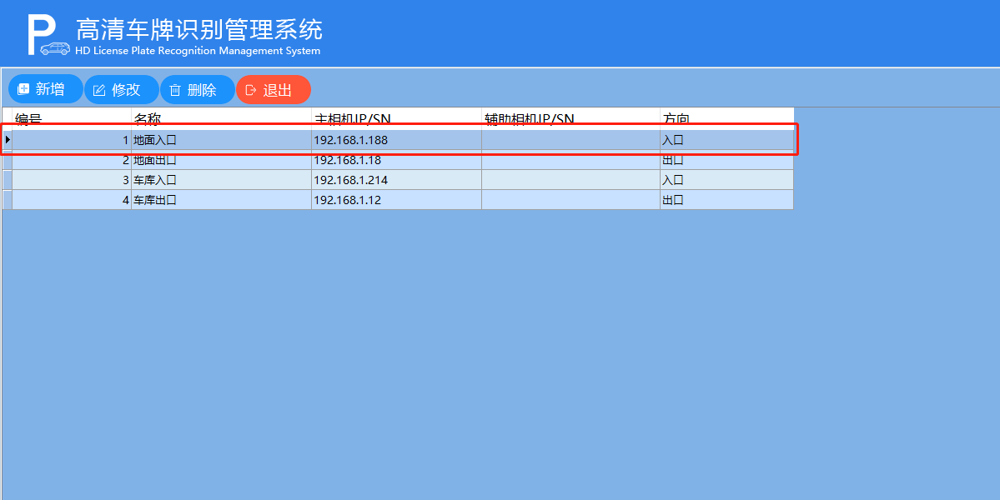 P 高清车牌识别管理系统
HD License Plate Recognition Management System
新增 修改 删除 退出
编号 名称 主相机IP/SN 辅助相机IP/SN 方向
1 地面入口 192.168.1.188 入口
2 地面出口 192.168.1.18 出口
3 车库入口 192.168.1.214 入口
4 车库出口 192.168.1.12 出口